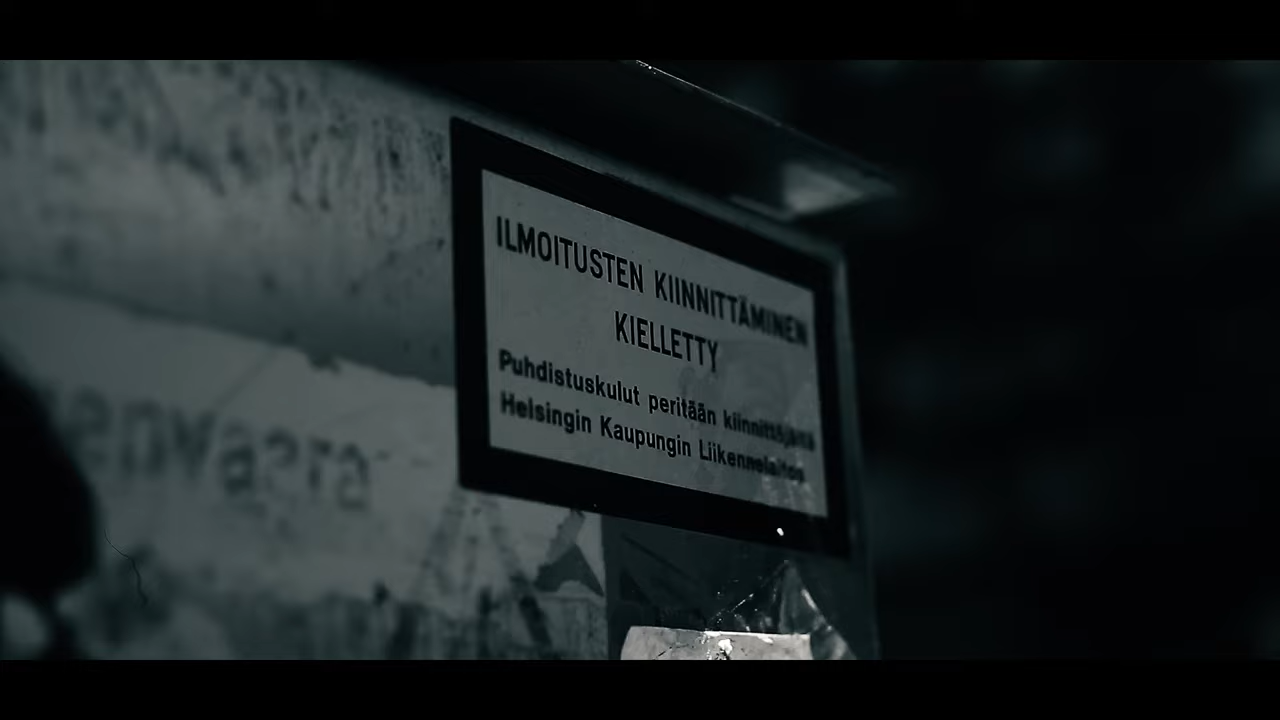 ILMOITUSTEN KIINNITTÄMINEN
KIELLETTY
Puhdistuskulut peritään kiinnittäjältä
Helsingin Kaupungin Liikennelaitos